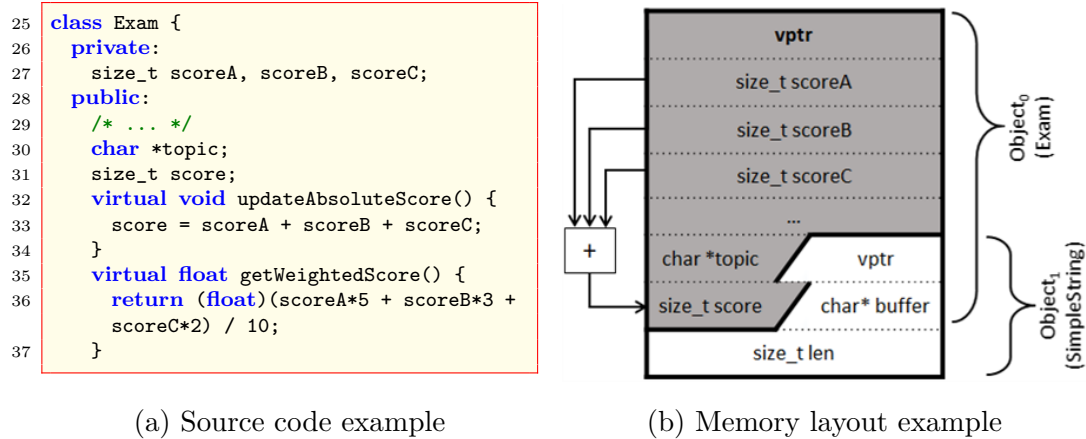 25 class Exam {
26 private:
27 size_t scoreA, scoreB, scoreC;
28 public:
29 /* ... */
30 char *topic;
31 size_t score;
32 virtual void updateAbsoluteScore() {
33 score = scoreA + scoreB + scoreC;
34 }
35 virtual float getWeightedScore() {
36 return (float)(scoreA*5 + scoreB*3 +
scoreC*2) / 10;
37 }
(a) Source code example
vptr
size_t scoreA
size_t scoreB
size_t scoreC
...
+
char *topic
vptr
size_t score
char* buffer
size_t len
Object0
(Exam)
Object1
(SimpleString)
(b) Memory layout example